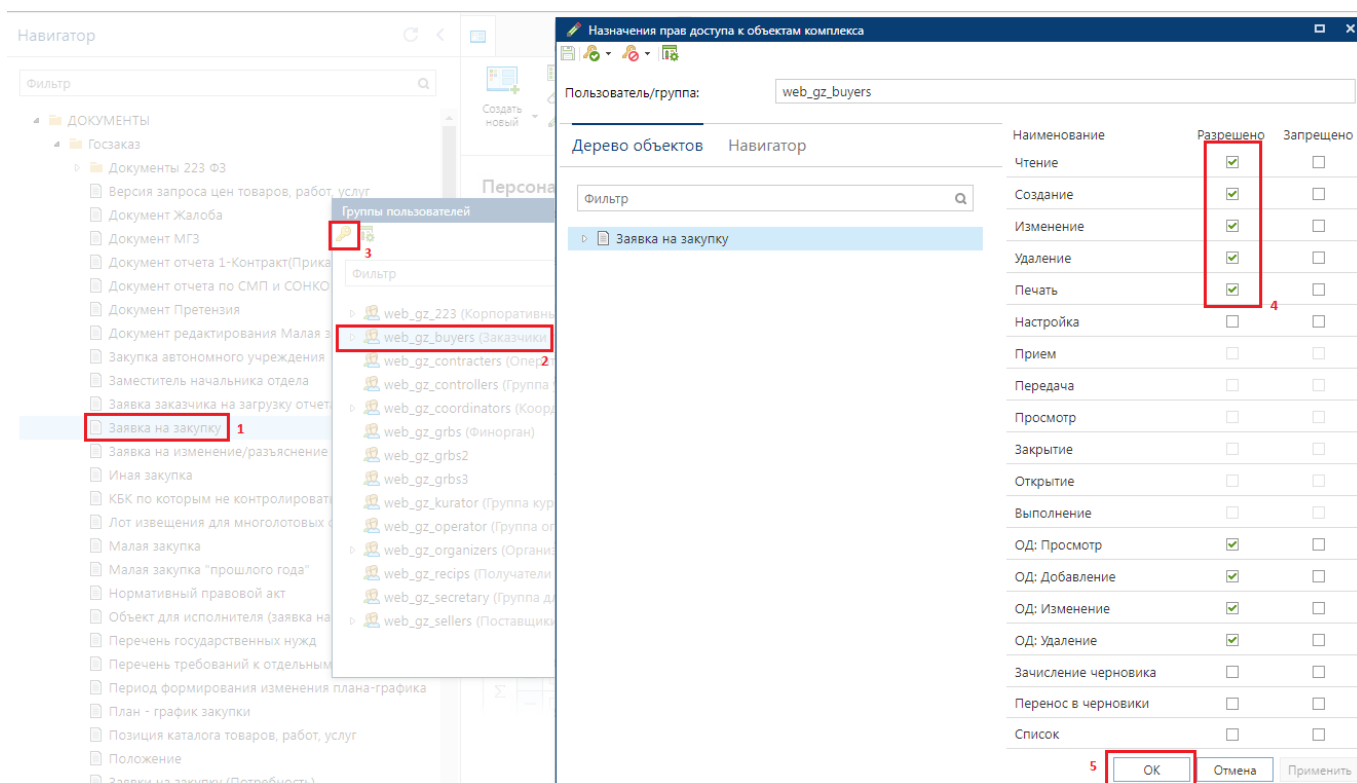 Навигатор
Фильтр
ДОКУМЕНТЫ
Госзаказ
Документы 223 ФЗ
Версия запроса цен товаров, работ, услуг
Документ Жалоба
Документ МГЗ
Документ отчета 1-Контракт(Прика
Документ отчета по СМП и СОНКО
Документ Претензия
Документ редактирования Малая з
Закупка автономного учреждения
Заместитель начальника отдела
Заявка заказчика на загрузку отчет
Заявка на закупку
1
Заявка на изменение/разъяснение
Иная закупка
КБК по которым не контролироват
Лот извещения для многолотовых
Малая закупка
Малая закупка "прошлого года"
Нормативный правовой акт
Объект для исполнителя (заявка на
Перечень государственных нужд
Перечень требований к отдельным
Период формирования изменения плана-графика
План - график закупки
Позиция каталога товаров, работ, услуг
Положение
Заявки на закупку (Потребность)
Создать
новый
Персона
Группы пользователей
3
Фильтр
web_gz_223 (Корпоративнь
web_gz_buyers (Заказчики
2
web_gz_contracters (Опер
web_gz_controllers (Группа
web_gz_coordinators (Коорд
web_gz_grbs (Финорган)
web_gz_grbs2
web_gz_grbs3
web_gz_kurator (Группа кур
web_gz_operator (Группа оп
web_gz_organizers (Организ
web_gz_recips (Получатели
web_gz_secretary (Группа дл
web_gz_sellers (Поставщики
Назначения прав доступа к объектам комплекса
Пользователь/группа:
web_gz_buyers
Дерево объектов Навигатор
Фильтр
Заявка на закупку
Наименование Разрешено Запрещено
Чтение
Создание
Изменение
Удаление
Печать
4
Настройка
Прием
Передача
Просмотр
Закрытие
Открытие
Выполнение
ОД: Просмотр
ОД: Добавление
ОД: Изменение
ОД: Удаление
Зачисление черновика
Перенос в черновики
Список
5
ОК Отмена Применить